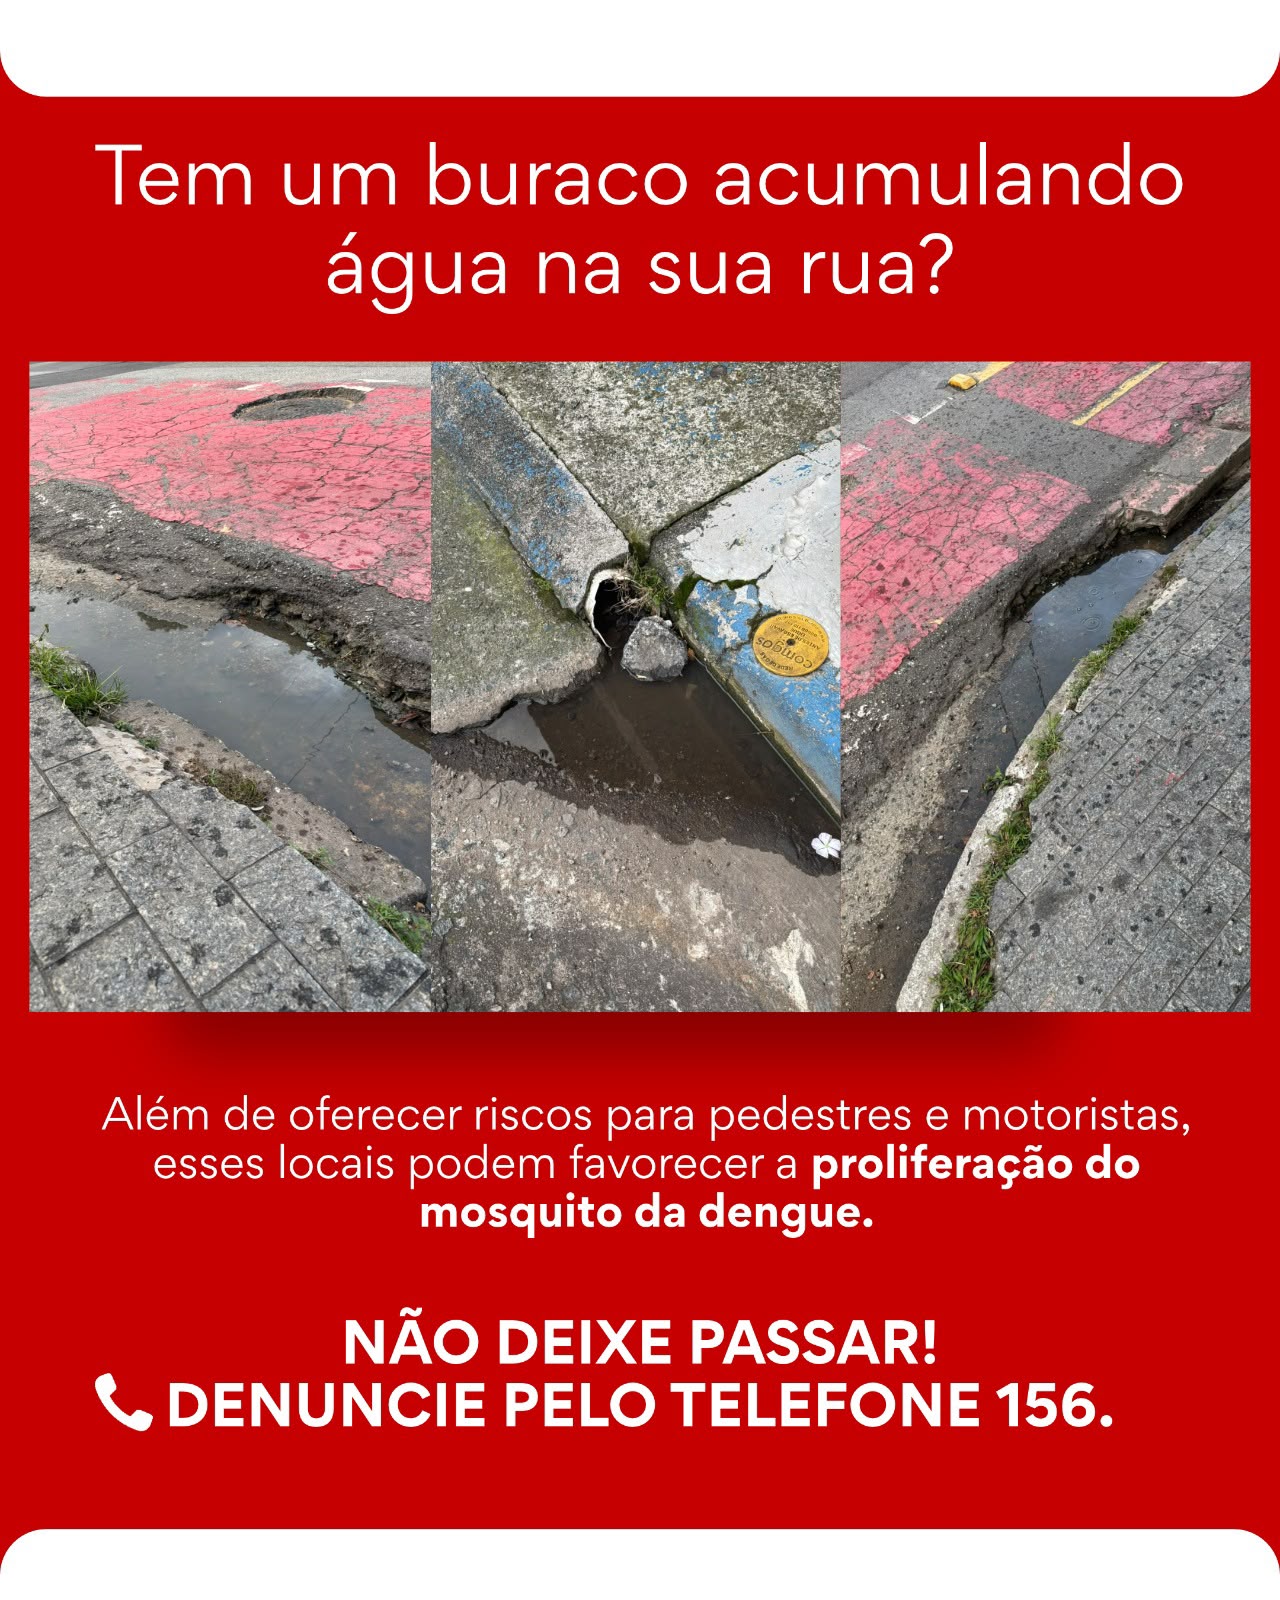 Tem um buraco acumulando
água na sua rua?
comgas
Além de oferecer riscos para pedestres e motoristas,
esses locais podem favorecer a proliferação do
mosquito da dengue.
NÃO DEIXE PASSAR!
DENUNCIE PELO TELEFONE 156.